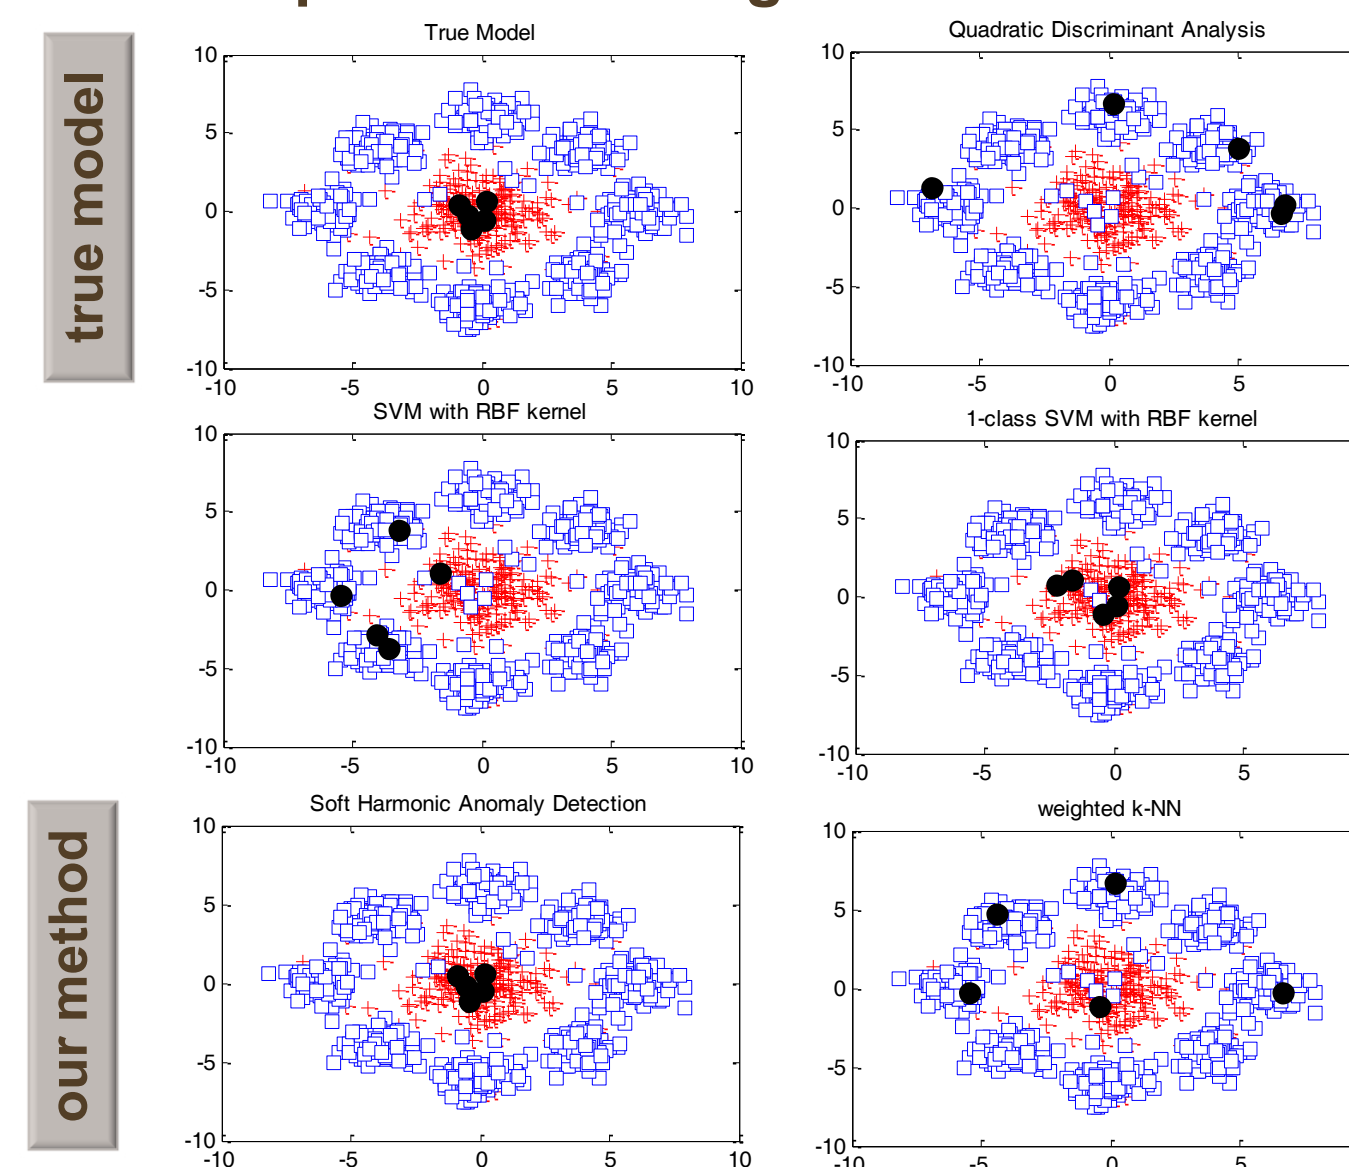 true model
True Model
10
5
0
-5
-10
-10 -5 0 5 10
Quadratic Discriminant Analysis
10
5
0
-5
-10
-10 -5 0 5
SVM with RBF kernel
10
5
0
-5
-10
-10 -5 0 5 10
1-class SVM with RBF kernel
10
5
0
-5
-10
-10 -5 0 5
our method
Soft Harmonic Anomaly Detection
10
5
0
-5
-10
-10 -5 0 5 10
weighted k-NN
10
5
0
-5
-10
-10 -5 0 5